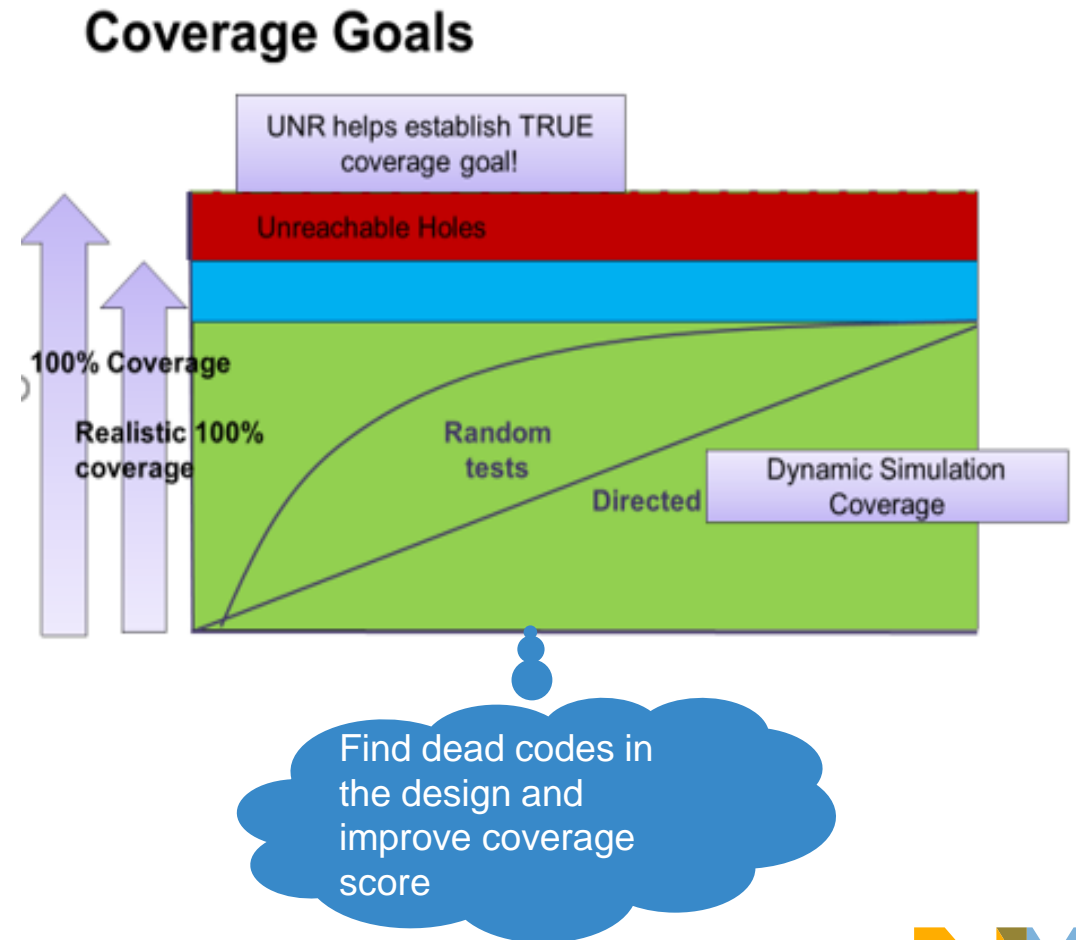 Coverage Goals
UNR helps establish TRUE
coverage goal!
Unreachable Holes
100% Coverage
Realistic 100%
coverage
Random
tests
Directed
Dynamic Simulation
Coverage
Find dead codes in
the design and
improve coverage
score